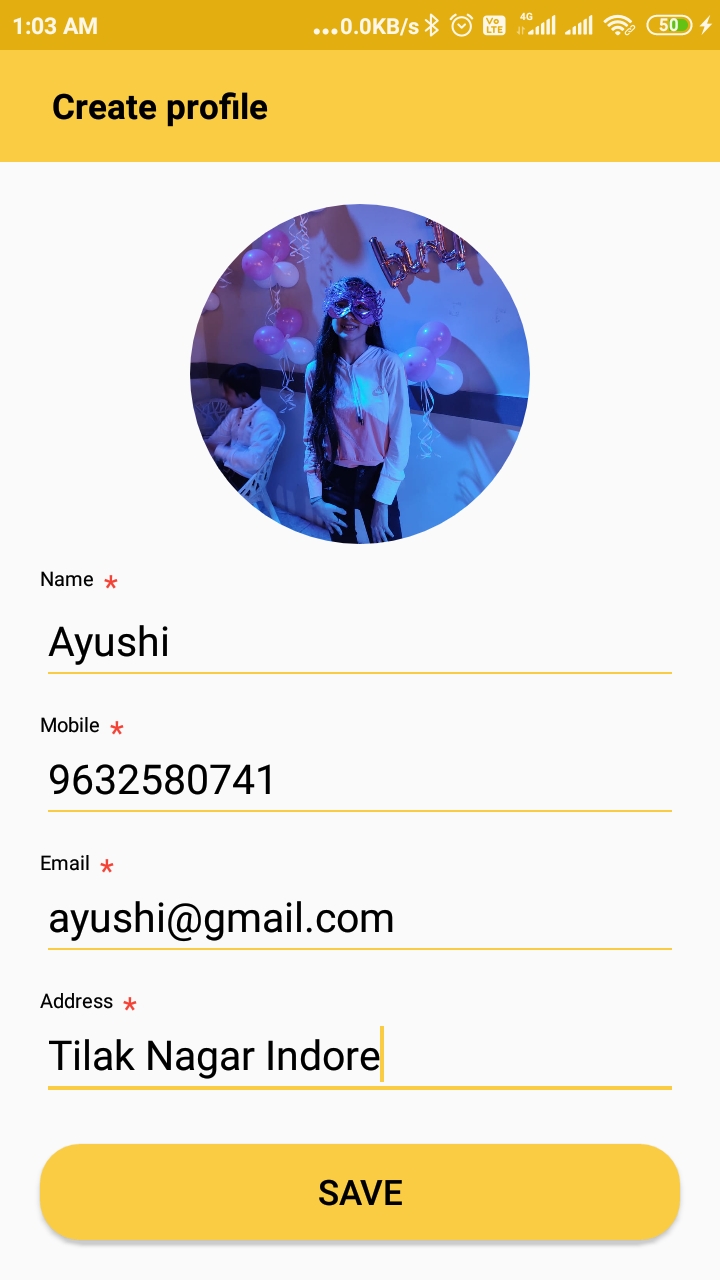 1:03 AM ...0.0KB/s Vo LTE 4G 50
Create profile
birt
Name *
Ayushi
Mobile *
9632580741
Email *
ayushi@gmail.com
Address *
Tilak Nagar Indore
SAVE